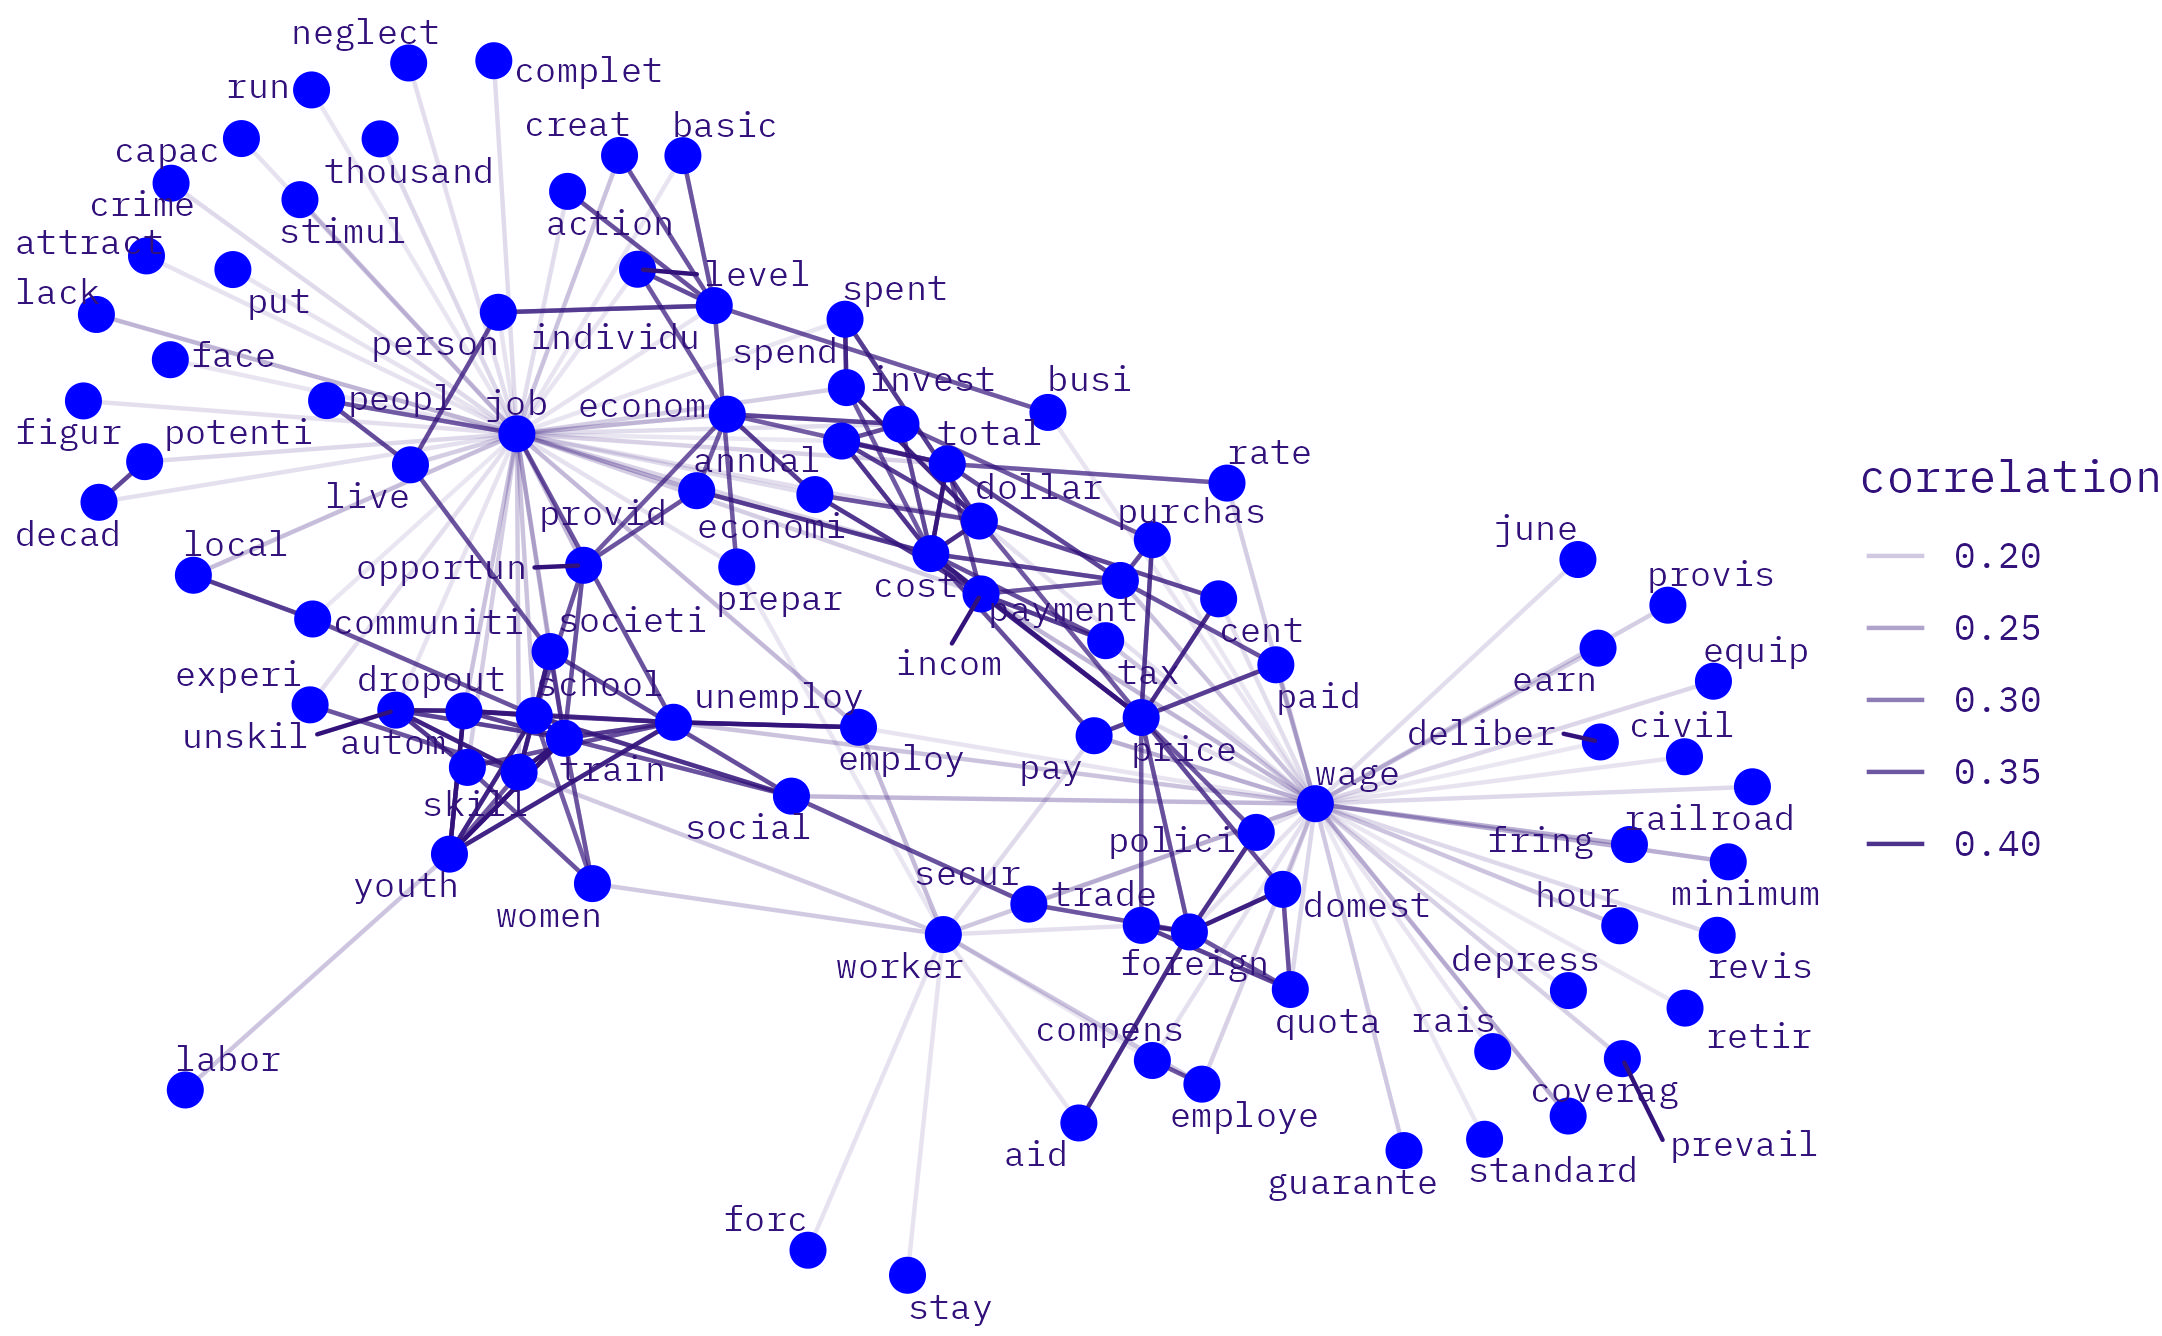 neglect
complet
run
creat
basic
capac
thousand
crime
stimul
action
attract
level
lack
put
spent
person
individu
spend
face
invest
busi
peopl
job
econom
figur
potenti
total
annual
rate
correlation
live
dollar
provid
economi
purchas
decad
june
local
0.20
opportun
cost
provis
prepar
payment
communiti
societi
cent
0.25
incom
equip
experi
dropout
school
tax
earn
unemploy
paid
0.30
unskil
autom
deliber
civil
employ
price
train
pay
wage
0.35
skill
railroad
social
polici
fring
0.40
youth
secur
trade
hour
minimum
women
domest
worker
foreign
depress
revis
compens
quota
rais
retir
labor
coverag
employe
aid
prevail
guarante
standard
forc
stay